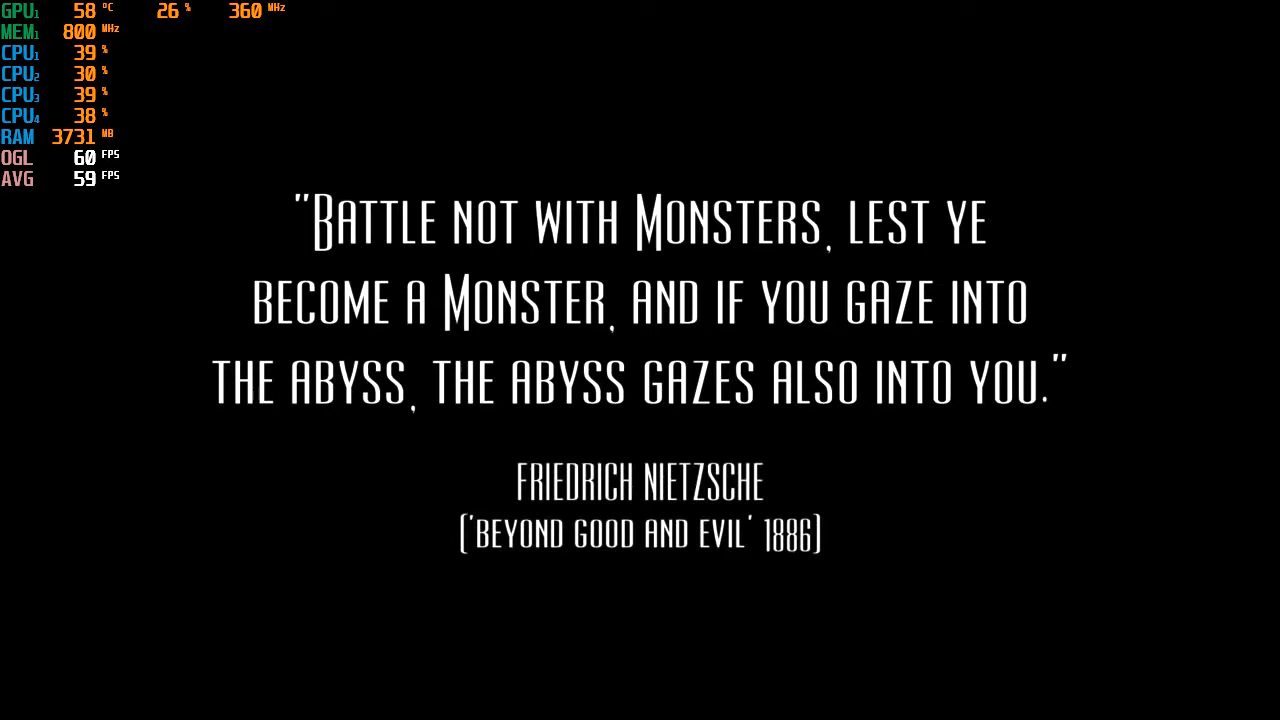 GPU1 58 °C 26 % 360 MHz
MEM1 800 MHz
CPU1 39 %
CPU2 30 %
CPU3 39 %
CPU4 38 %
RAM 3731 MB
OGL 60 FPS
AVG 59 FPS
"Battle not with Monsters, lest ye
become a Monster, and if you gaze into
the abyss, the abyss gazes also into you."
FRIEDRICH NIETZSCHE
('BEYOND GOOD AND EVIL' 1886)